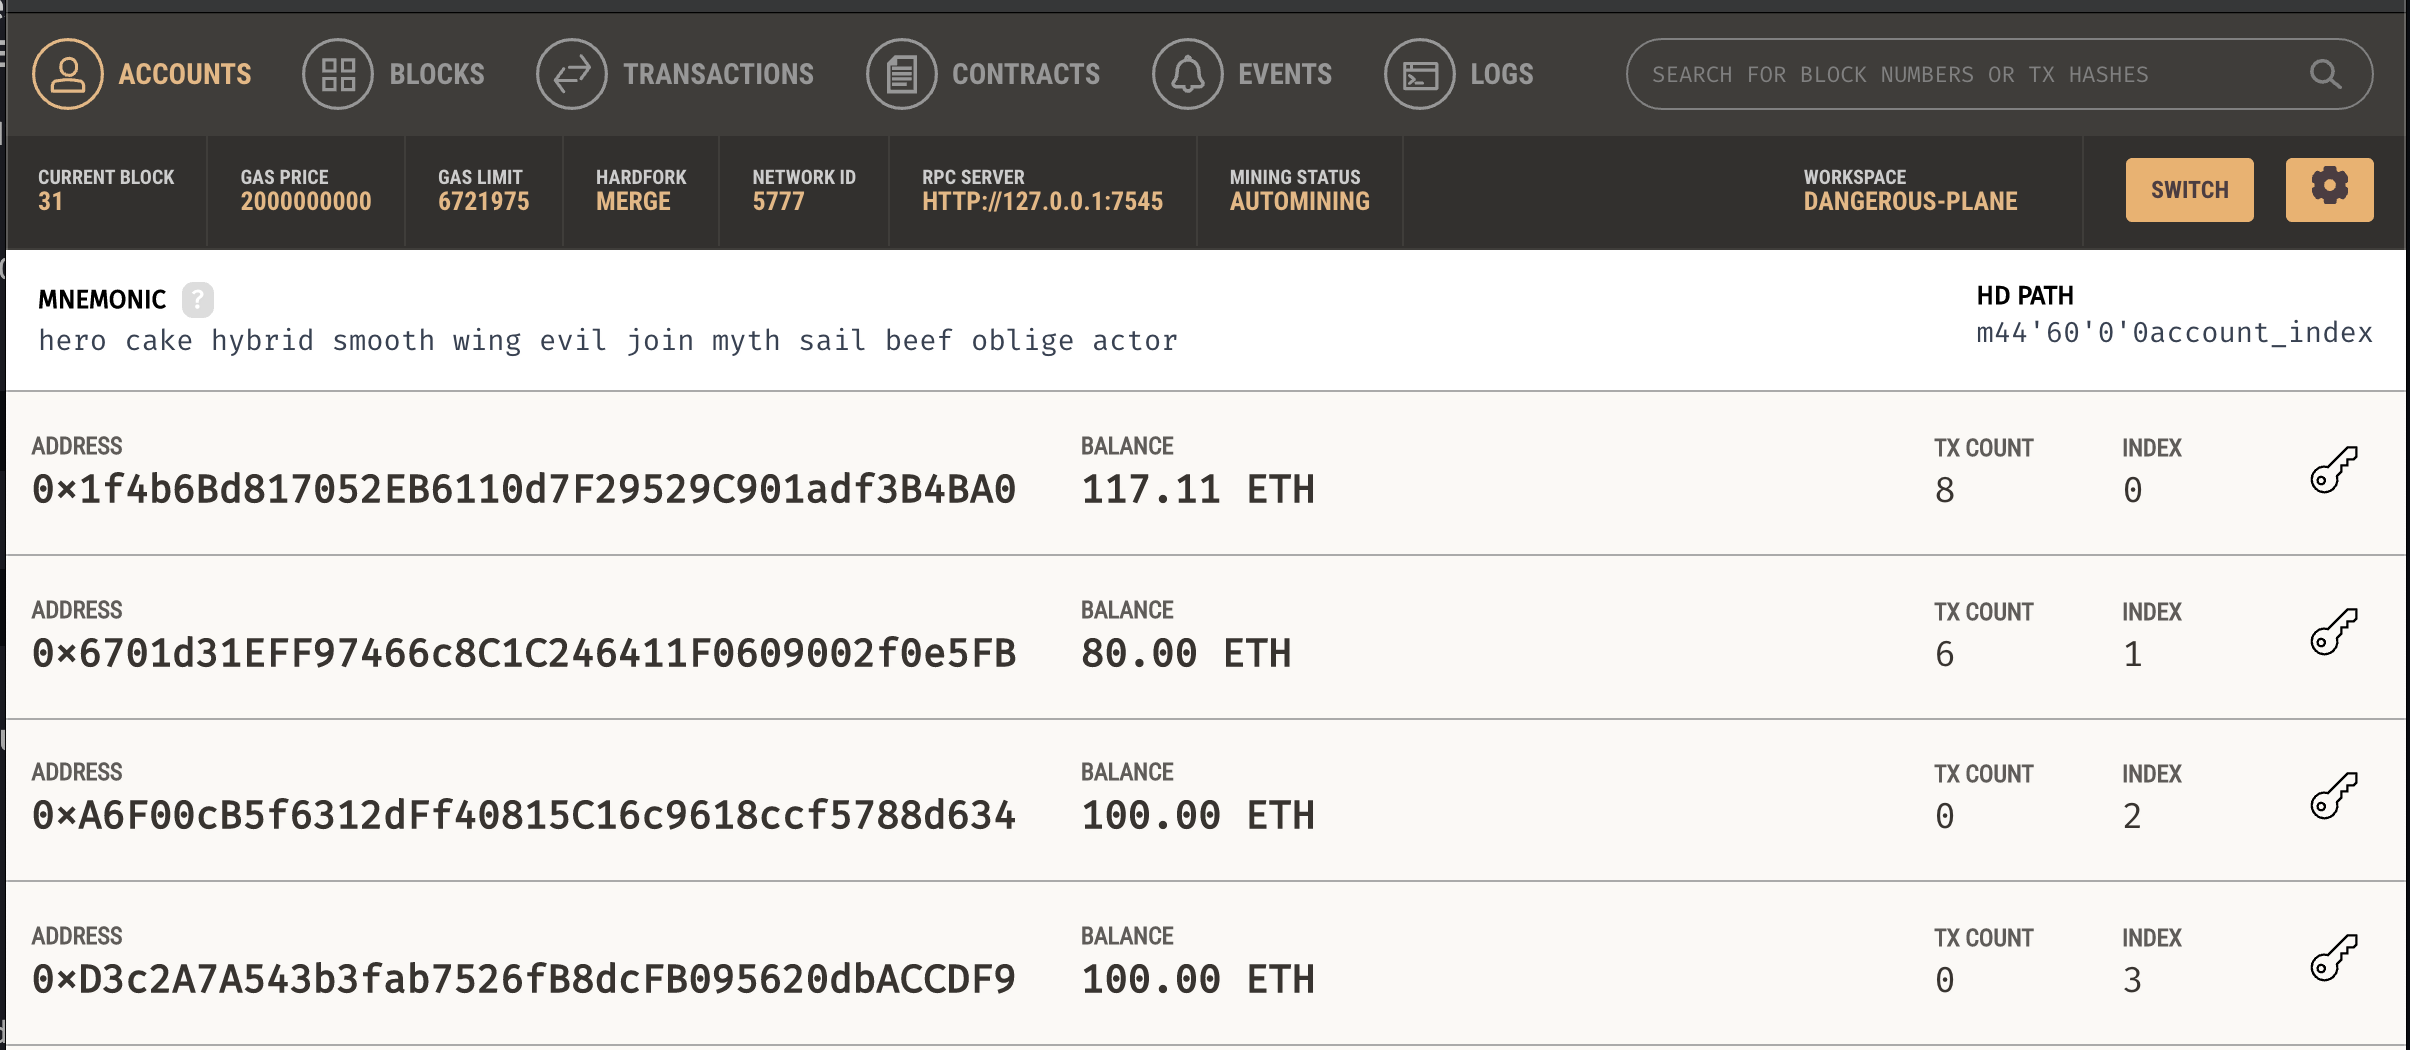 ACCOUNTS BLOCKS TRANSACTIONS CONTRACTS EVENTS LOGS SEARCH FOR BLOCK NUMBERS OR TX HASHES
CURRENT BLOCK GAS PRICE GAS LIMIT HARDFORK NETWORK ID RPC SERVER MINING STATUS WORKSPACE
31 2000000000 6721975 MERGE 5777 HTTP://127.0.0.1:7545 AUTOMINING DANGEROUS-PLANE SWITCH
MNEMONIC ? HD PATH
hero cake hybrid smooth wing evil join myth sail beef oblige actor m44'60'0'0account_index
ADDRESS BALANCE TX COUNT INDEX
0×1f4b6Bd817052EB6110d7F29529C901adf3B4BA0 117.11 ETH 8 0
ADDRESS BALANCE TX COUNT INDEX
0×6701d31EFF97466c8C1C246411F0609002f0e5FB 80.00 ETH 6 1
ADDRESS BALANCE TX COUNT INDEX
0×A6F00cB5f6312dFf40815C16c9618ccf5788d634 100.00 ETH 0 2
ADDRESS BALANCE TX COUNT INDEX
0×D3c2A7A543b3fab7526fB8dcFB095620dbACCDF9 100.00 ETH 0 3